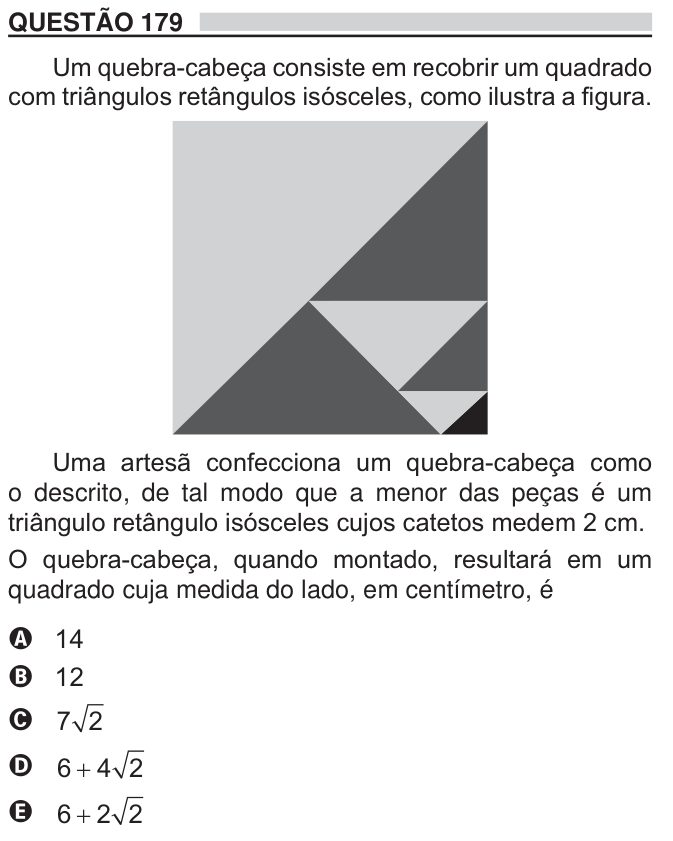 QUESTÃO 179
Um quebra-cabeça consiste em recobrir um quadrado
com triângulos retângulos isósceles, como ilustra a figura.
Uma artesã confecciona um quebra-cabeça como
o descrito, de tal modo que a menor das peças é um
triângulo retângulo isósceles cujos catetos medem 2 cm.
O quebra-cabeça, quando montado, resultará em um
quadrado cuja medida do lado, em centímetro, é
A 14
B 12
C 7√2
D 6 + 4√2
E 6 + 2√2